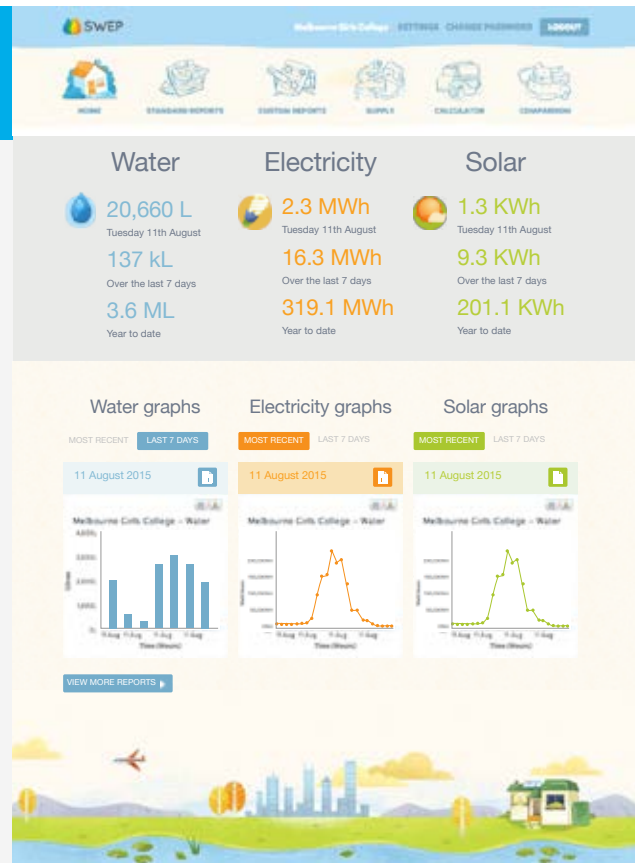 SWEP
Melbourne Girls College SETTINGS CHANGE PASSWORD LOGOUT
HOME STANDARD REPORTS CUSTOM REPORTS SUPPLY CALCULATOR COMPARISON
Water Electricity Solar
20,660 L 2.3 MWh 1.3 KWh
Tuesday 11th August Tuesday 11th August Tuesday 11th August
137 kL 16.3 MWh 9.3 KWh
Over the last 7 days Over the last 7 days Over the last 7 days
3.6 ML 319.1 MWh 201.1 KWh
Year to date Year to date Year to date
Water graphs Electricity graphs Solar graphs
MOST RECENT LAST 7 DAYS MOST RECENT LAST 7 DAYS MOST RECENT LAST 7 DAYS
11 August 2015 11 August 2015 11 August 2015
Melbourne Girls College - Water Melbourne Girls College - Water Melbourne Girls College - Water
Time (Hours) Time (Hours) Time (Hours)
VIEW MORE REPORTS